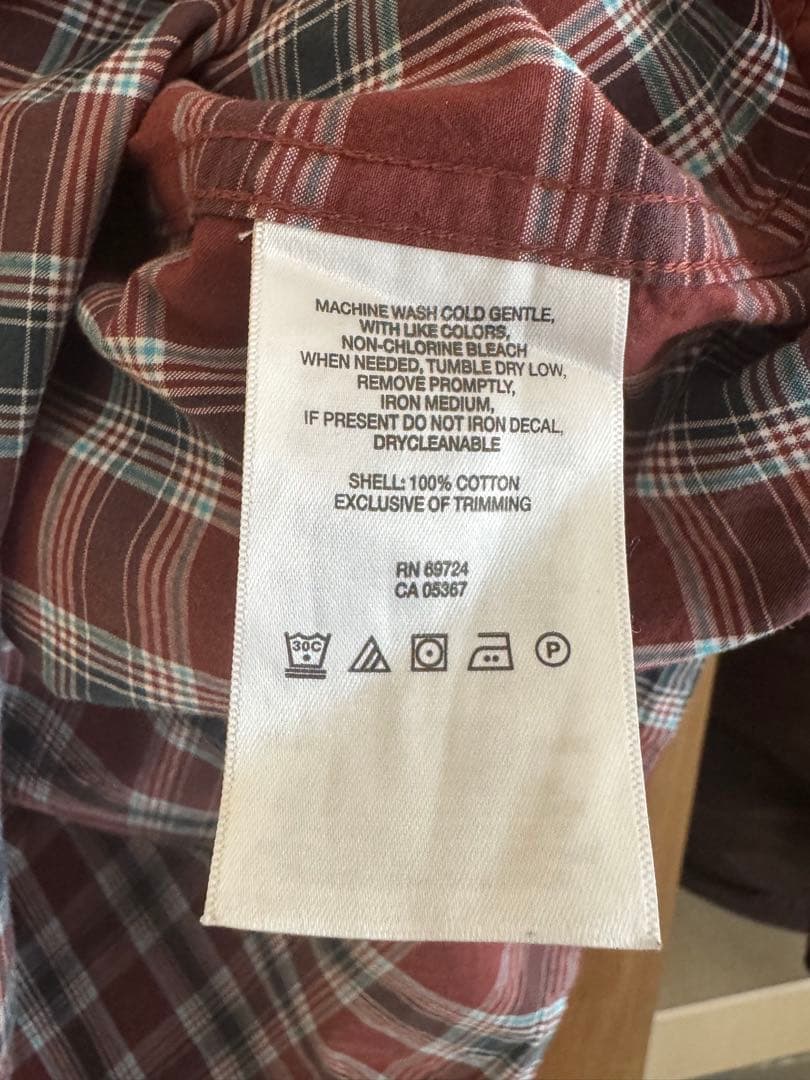 MACHINE WASH COLD GENTLE,
WITH LIKE COLORS,
NON-CHLORINE BLEACH
WHEN NEEDED, TUMBLE DRY LOW,
REMOVE PROMPTLY,
IRON MEDIUM,
IF PRESENT DO NOT IRON DECAL,
DRYCLEANABLE
SHELL: 100% COTTON
EXCLUSIVE OF TRIMMING
RN 69724
CA 05367
30C P